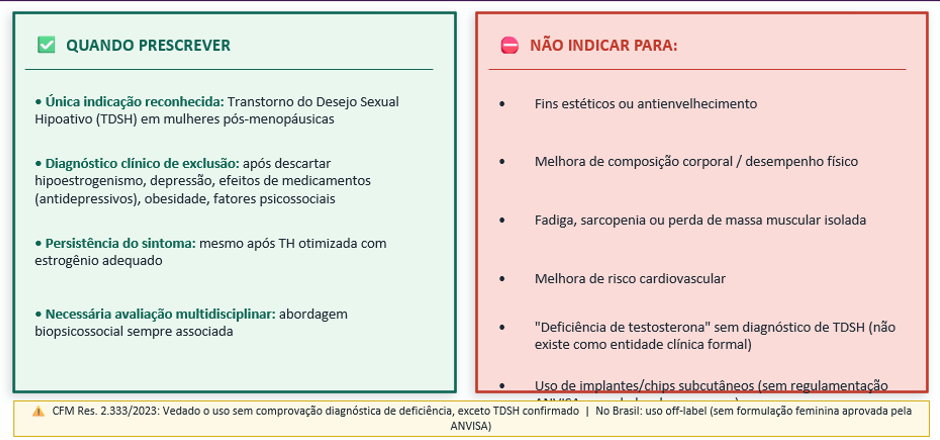 QUANDO PRESCREVER
• Única indicação reconhecida: Transtorno do Desejo Sexual
Hipoativo (TDSH) em mulheres pós-menopáusicas
• Diagnóstico clínico de exclusão: após descartar
hipoestrogenismo, depressão, efeitos de medicamentos
(antidepressivos), obesidade, fatores psicossociais
• Persistência do sintoma: mesmo após TH otimizada com
estrogênio adequado
• Necessária avaliação multidisciplinar: abordagem
biopsicossocial sempre associada
NÃO INDICAR PARA:
• Fins estéticos ou antienvelhecimento
• Melhora de composição corporal / desempenho físico
• Fadiga, sarcopenia ou perda de massa muscular isolada
• Melhora de risco cardiovascular
• "Deficiência de testosterona" sem diagnóstico de TDSH (não
existe como entidade clínica formal)
• Uso de implantes/chips subcutâneos (sem regulamentação
CFM Res. 2.333/2023: Vedado o uso sem comprovação diagnóstica de deficiência, exceto TDSH confirmado | No Brasil: uso off-label (sem formulação feminina aprovada pela
ANVISA)